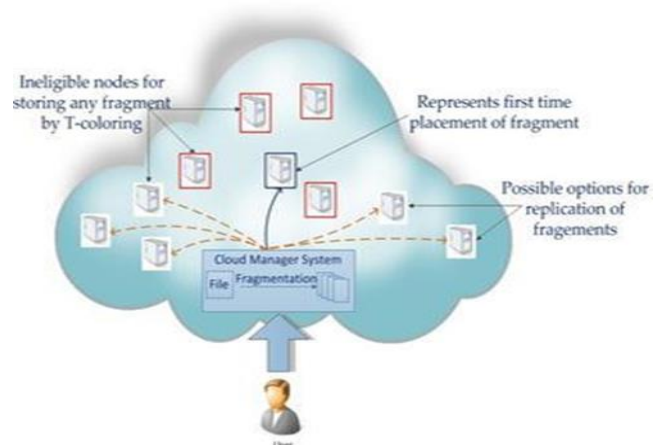 Ineligible nodes for
storing any fragment
by T-coloring
Represents first time
placement of fragment
Possible options for
replication of
fragements
Cloud Manager System
File
Fragmentation
User